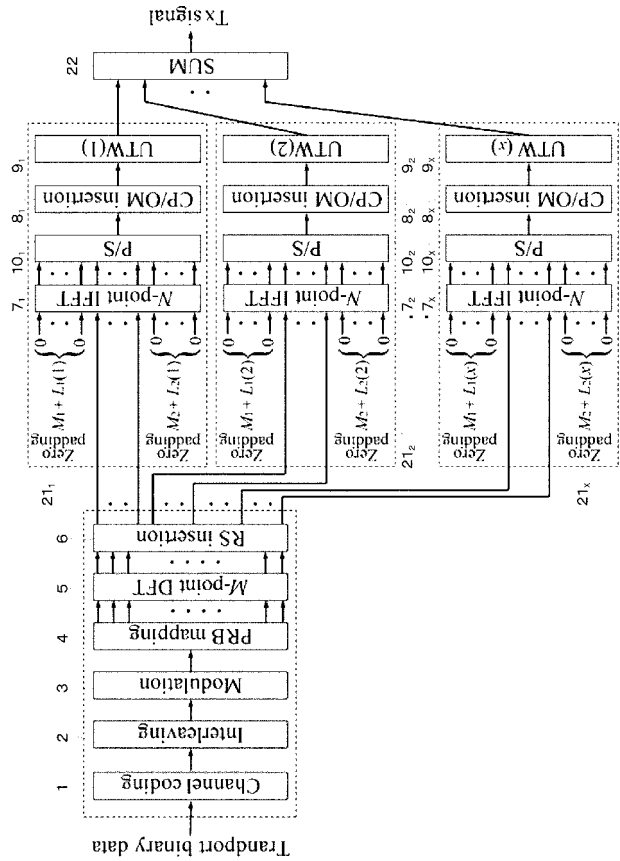 Tx signal
22
SUM
9₁
UTW(1)
9₂
UTW(2)
9ₓ
UTW(x)
8₁
CP/OM insertion
8₂
CP/OM insertion
8ₓ
CP/OM insertion
10₁
P/S
10₂
P/S
10ₓ
P/S
7₁
N-point IFFT
7₂
N-point IFFT
7ₓ
N-point IFFT
0
0
0
0
0
0
0
0
0
0
0
0
M₁ + L₁(1)
M₂ + L₂(1)
M₁ + L₁(2)
M₂ + L₂(2)
M₁ + L₁(x)
M₂ + L₂(x)
Zero padding
Zero padding
Zero padding
Zero padding
Zero padding
Zero padding
21₁
21₂
21ₓ
6
RS insertion
5
M-point DFT
4
PRB mapping
3
Modulation
2
Interleaving
1
Channel coding
Transport binary data